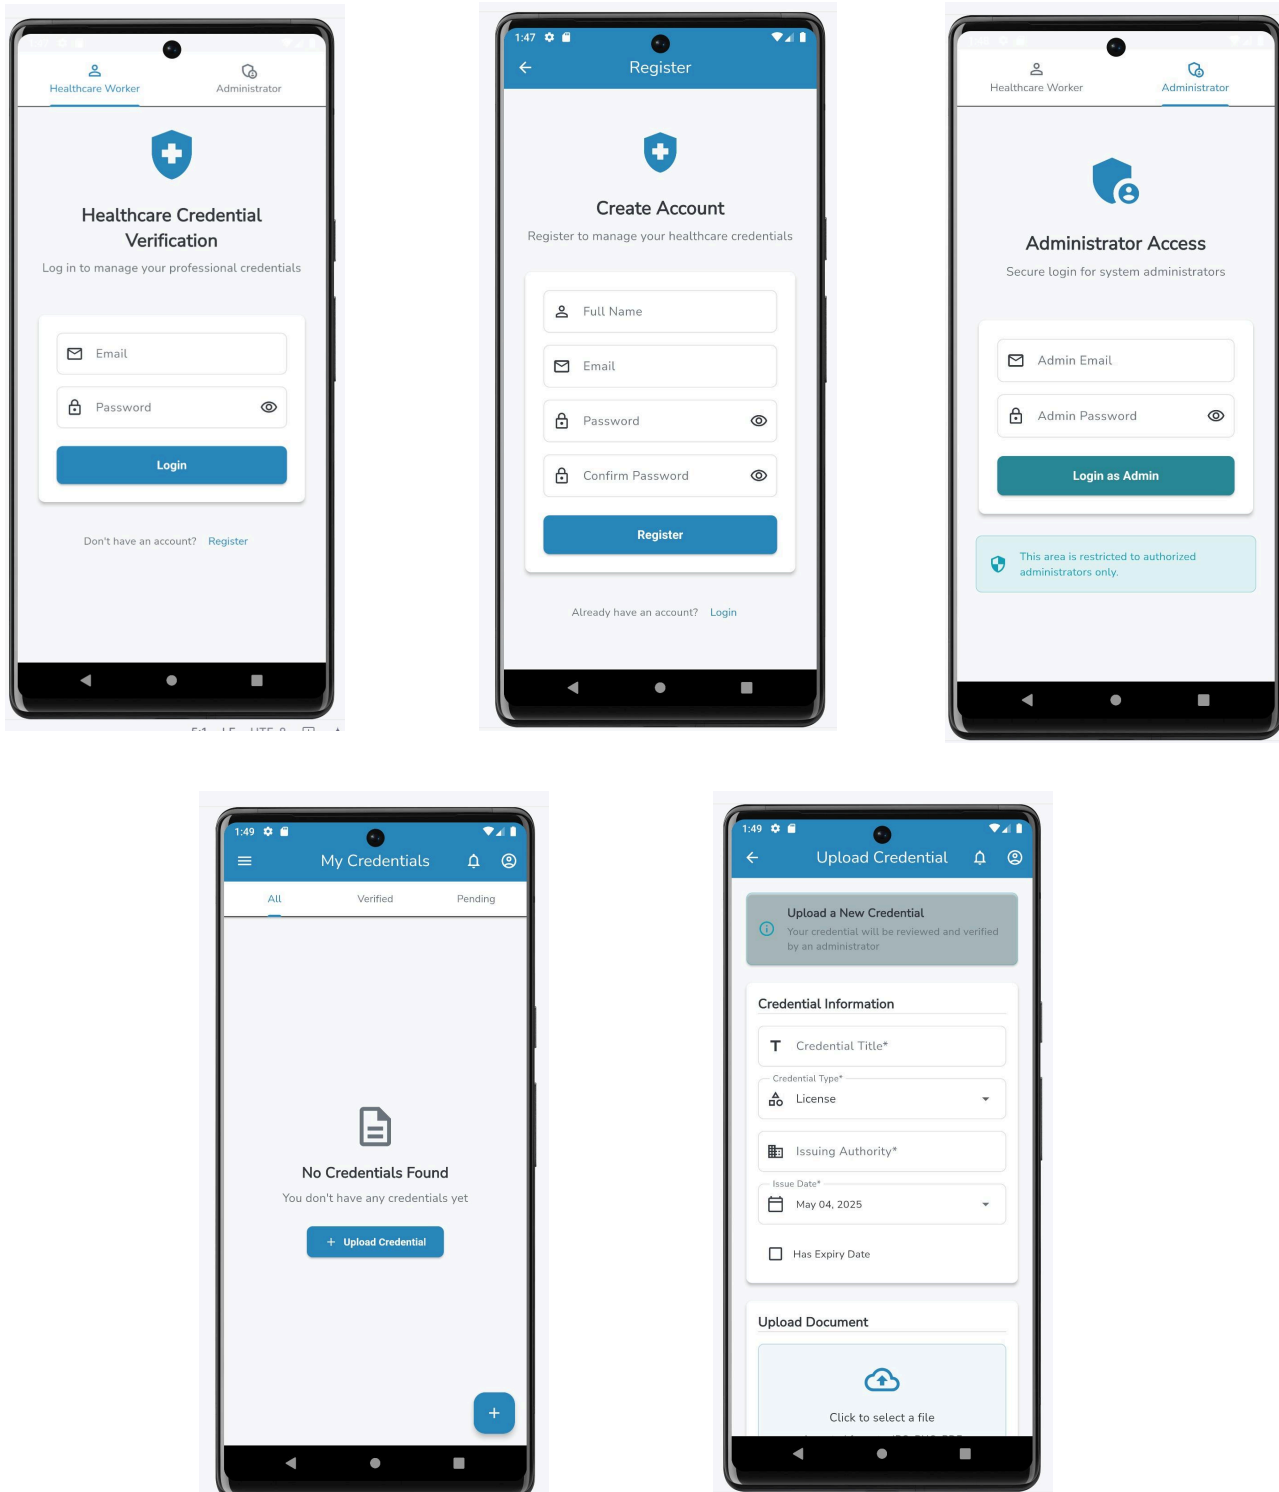 Healthcare Worker
Administrator
Healthcare Credential
Verification
Log in to manage your professional credentials
Email
Password
Login
Don't have an account? Register
1:47
Register
Create Account
Register to manage your healthcare credentials
Full Name
Email
Password
Confirm Password
Register
Already have an account? Login
Healthcare Worker
Administrator
Administrator Access
Secure login for system administrators
Admin Email
Admin Password
Login as Admin
This area is restricted to authorized
administrators only.
1:49
My Credentials
All
Verified
Pending
No Credentials Found
You don't have any credentials yet
+ Upload Credential
+
1:49
Upload Credential
Upload a New Credential
Your credential will be reviewed and verified
by an administrator
Credential Information
Credential Title*
Credential Type*
License
Issuing Authority*
Issue Date*
May 04, 2025
Has Expiry Date
Upload Document
Click to select a file